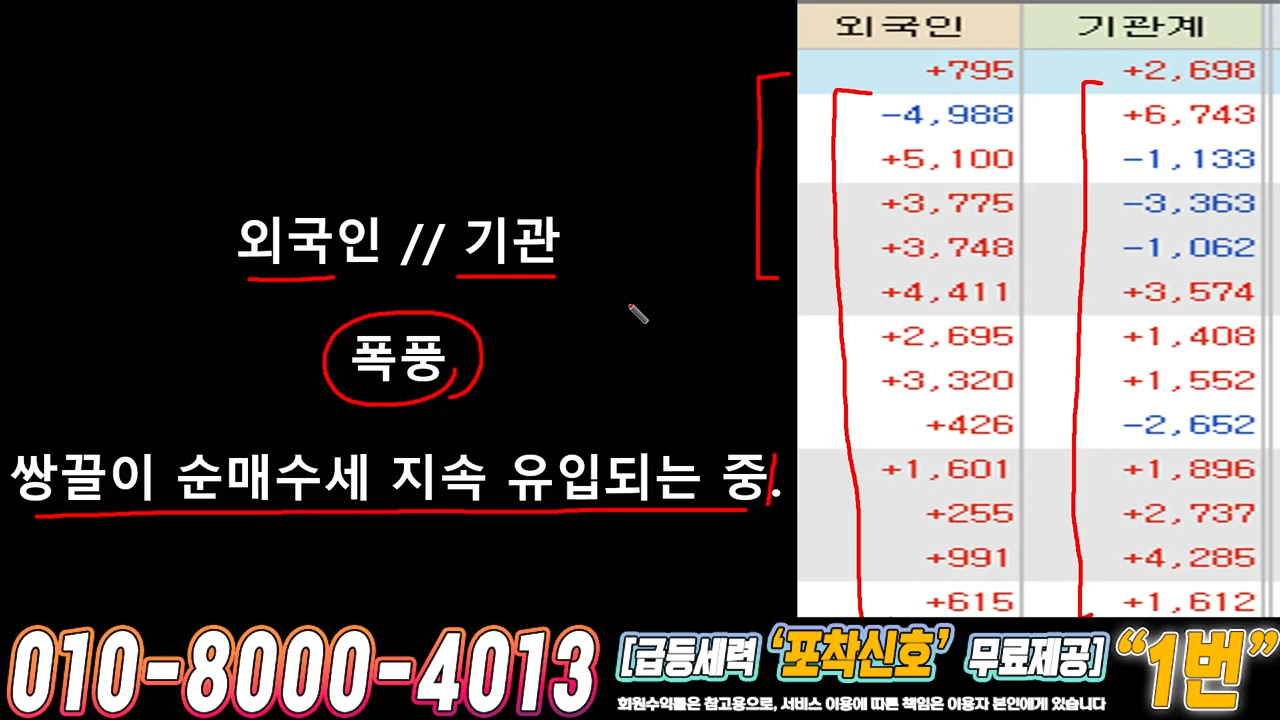 외국인 // 기관
폭풍
쌍끌이 순매수세 지속 유입되는 중.
외국인 기관계
+795 +2,698
-4,988 +6,743
+5,100 -1,133
+3,775 -3,363
+3,748 -1,062
+4,411 +3,574
+2,695 +1,408
+3,320 +1,552
+426 -2,652
+1,601 +1,896
+255 +2,737
+991 +4,285
+615 +1,612
010-8000-4013
[급등세력 ‘포착신호’ 무료제공] “1번”
회원수익률은 참고용으로, 서비스 이용에 따른 책임은 이용자 본인에게 있습니다